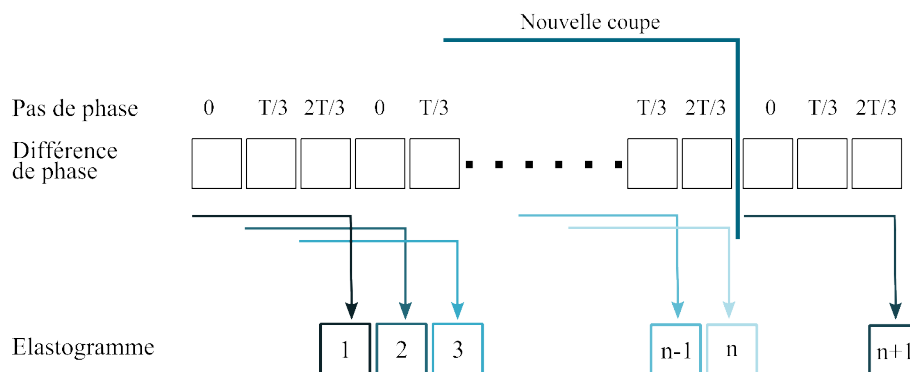 Nouvelle coupe
Pas de phase 0 T/3 2T/3 0 T/3 T/3 2T/3 0 T/3 2T/3
Différence
de phase
Elastogramme 1 2 3 n-1 n n+1